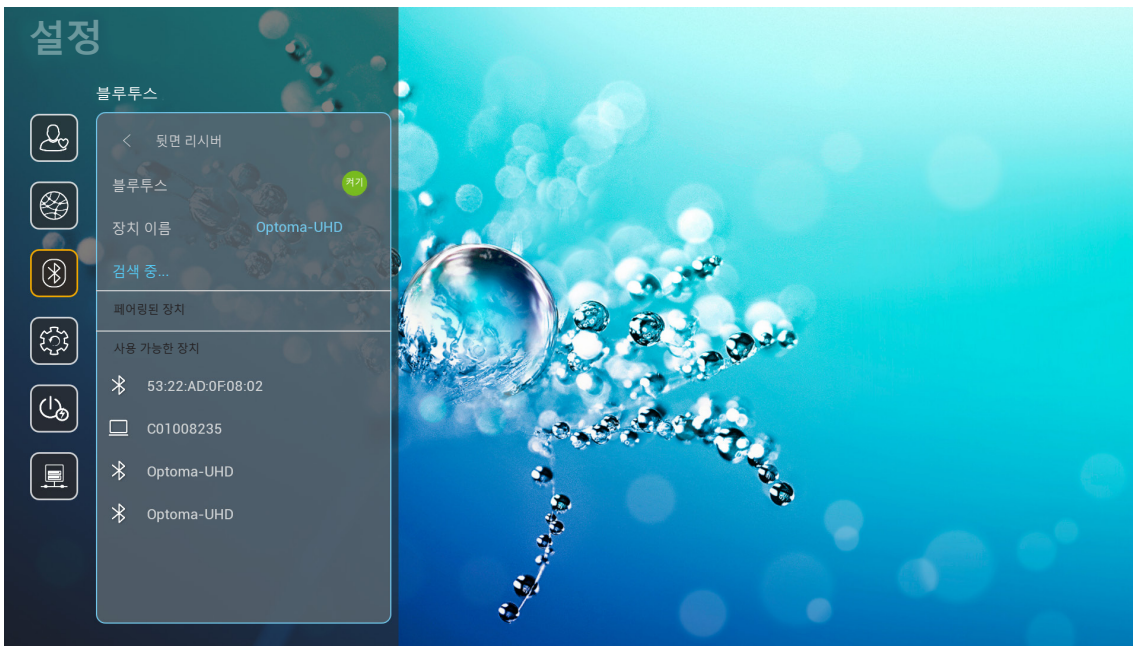 설정
블루투스
뒷면 리시버
블루투스 켜기
장치 이름 Optoma-UHD
검색 중...
페어링된 장치
사용 가능한 장치
53:22:AD:0F:08:02
C01008235
Optoma-UHD
Optoma-UHD